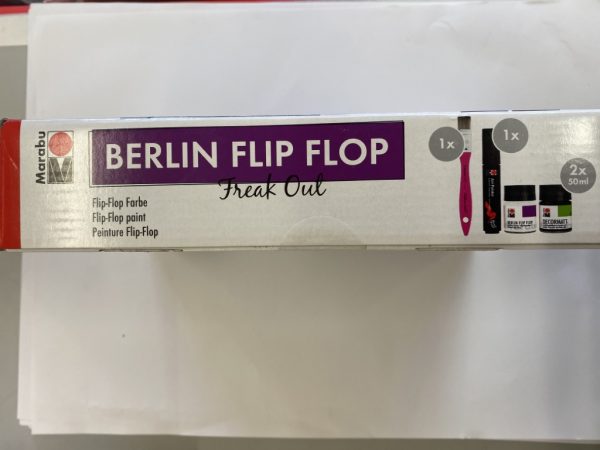 Marabu
BERLIN FLIP FLOP
Freak Out
Flip-Flop Farbe
Flip-Flop paint
Peinture Flip-Flop
1x
1x
2x
50ml
BERLIN FLIP FLOP
DECORMATT